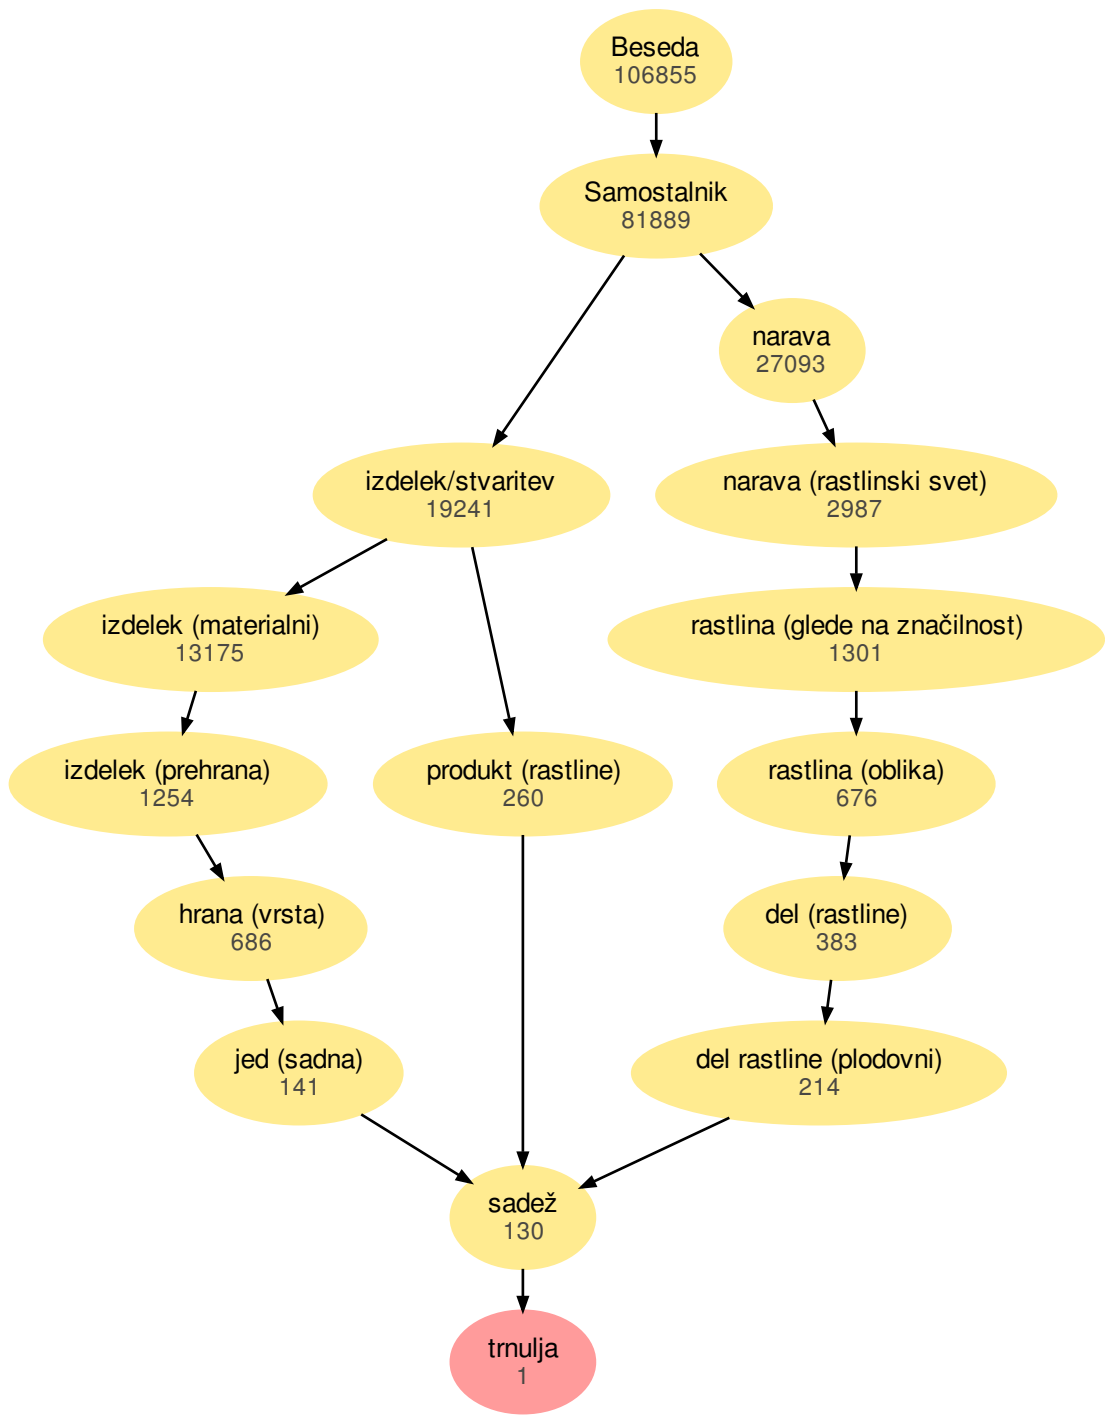 Beseda
106855
Samostalnik
81889
narava
27093
izdelek/stvaritev
19241
narava (rastlinski svet)
2987
izdelek (materialni)
13175
rastlina (glede na značilnost)
1301
izdelek (prehrana)
1254
produkt (rastline)
260
rastlina (oblika)
676
hrana (vrsta)
686
del (rastline)
383
jed (sadna)
141
del rastline (plodovni)
214
sadež
130
trnulja
1